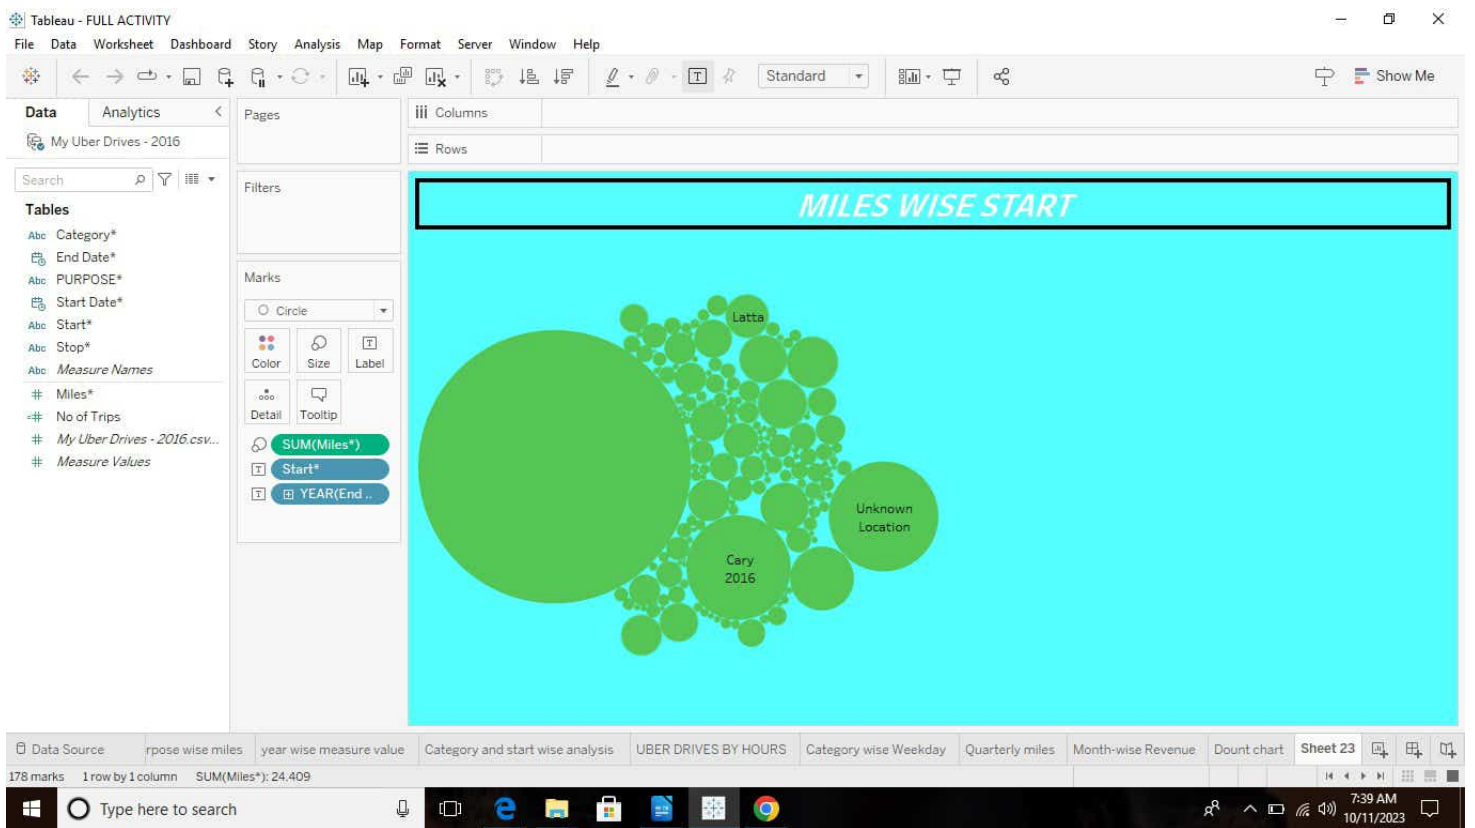 Tableau - FULL ACTIVITY
File Data Worksheet Dashboard Story Analysis Map Format Server Window Help
Standard
Show Me
Data Analytics
My Uber Drives - 2016
Search
Tables
Abc Category*
End Date*
Abc PURPOSE*
Start Date*
Abc Start*
Abc Stop*
Abc Measure Names
# Miles*
=# No of Trips
# My Uber Drives - 2016.csv...
# Measure Values
Pages
Filters
Marks
Circle
Color Size Label
Detail Tooltip
SUM(Miles*)
Start*
YEAR(End ..
Columns
Rows
MILES WISE START
Latta
Unknown
Location
Cary
2016
Data Source rpose wise miles year wise measure value Category and start wise analysis UBER DRIVES BY HOURS Category wise Weekday Quarterly miles Month-wise Revenue Dount chart Sheet 23
178 marks 1 row by 1 column SUM(Miles*): 24,409
Type here to search
7:39 AM
10/11/2023